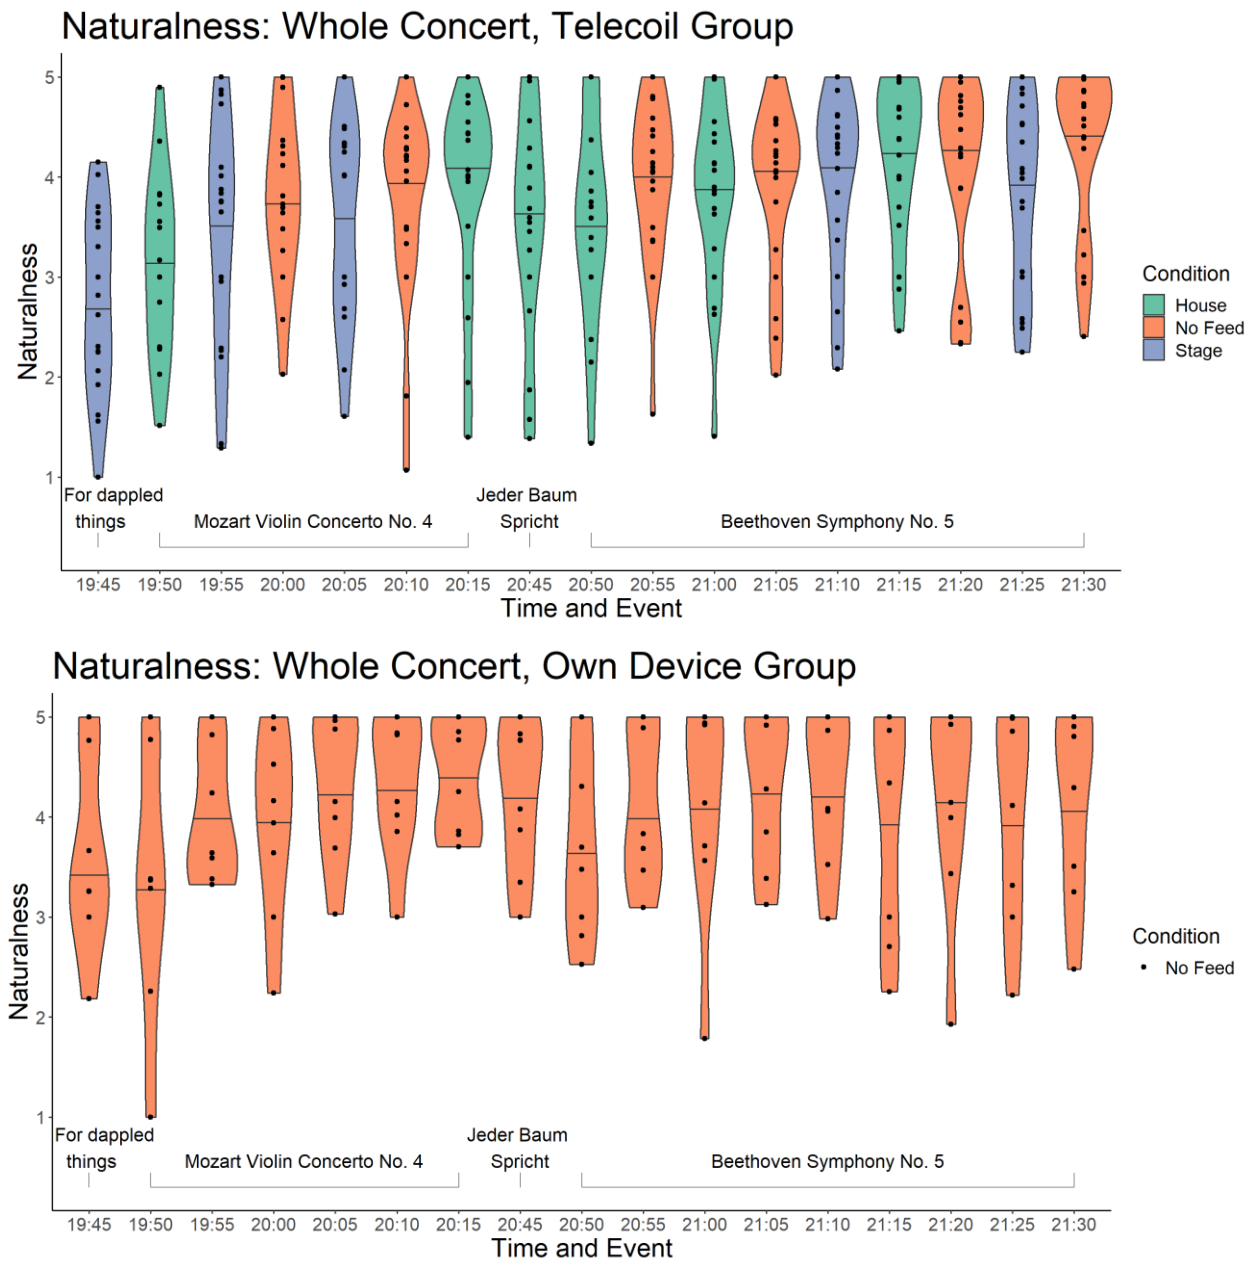 Naturalness: Whole Concert, Telecoil Group
Naturalness
5
4
3
2
1
For dappled
things
Mozart Violin Concerto No. 4
Jeder Baum
Spricht
Beethoven Symphony No. 5
19:45 19:50 19:55 20:00 20:05 20:10 20:15 20:45 20:50 20:55 21:00 21:05 21:10 21:15 21:20 21:25 21:30
Time and Event
Condition
House
No Feed
Stage
Naturalness: Whole Concert, Own Device Group
Naturalness
5
4
3
2
1
For dappled
things
Mozart Violin Concerto No. 4
Jeder Baum
Spricht
Beethoven Symphony No. 5
19:45 19:50 19:55 20:00 20:05 20:10 20:15 20:45 20:50 20:55 21:00 21:05 21:10 21:15 21:20 21:25 21:30
Time and Event
Condition
No Feed